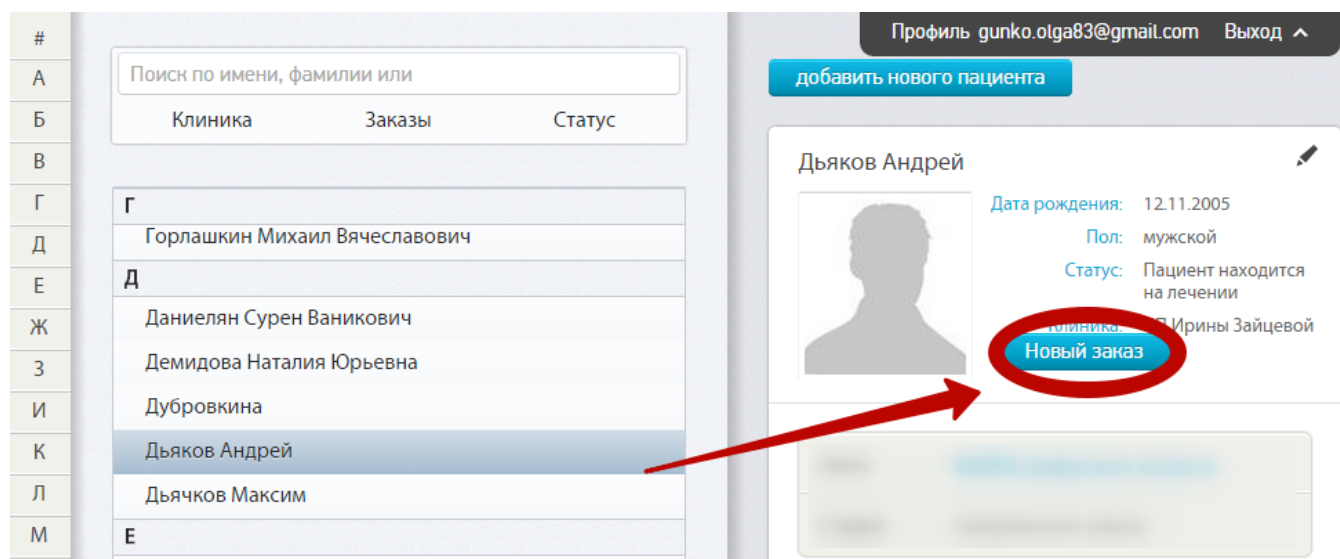 Профиль gunko.olga83@gmail.com Выход
#
А
Б
В
Г
Д
Е
Ж
З
И
К
Л
М
Поиск по имени, фамилии или
Клиника Заказы Статус
Г
Горлашкин Михаил Вячеславович
Д
Даниелян Сурен Ваникович
Демидова Наталия Юрьевна
Дубровкина
Дьяков Андрей
Дьячков Максим
Е
добавить нового пациента
Дьяков Андрей
Дата рождения: 12.11.2005
Пол: мужской
Статус: Пациент находится
на лечении
Клиника: Ирины Зайцевой
Новый заказ